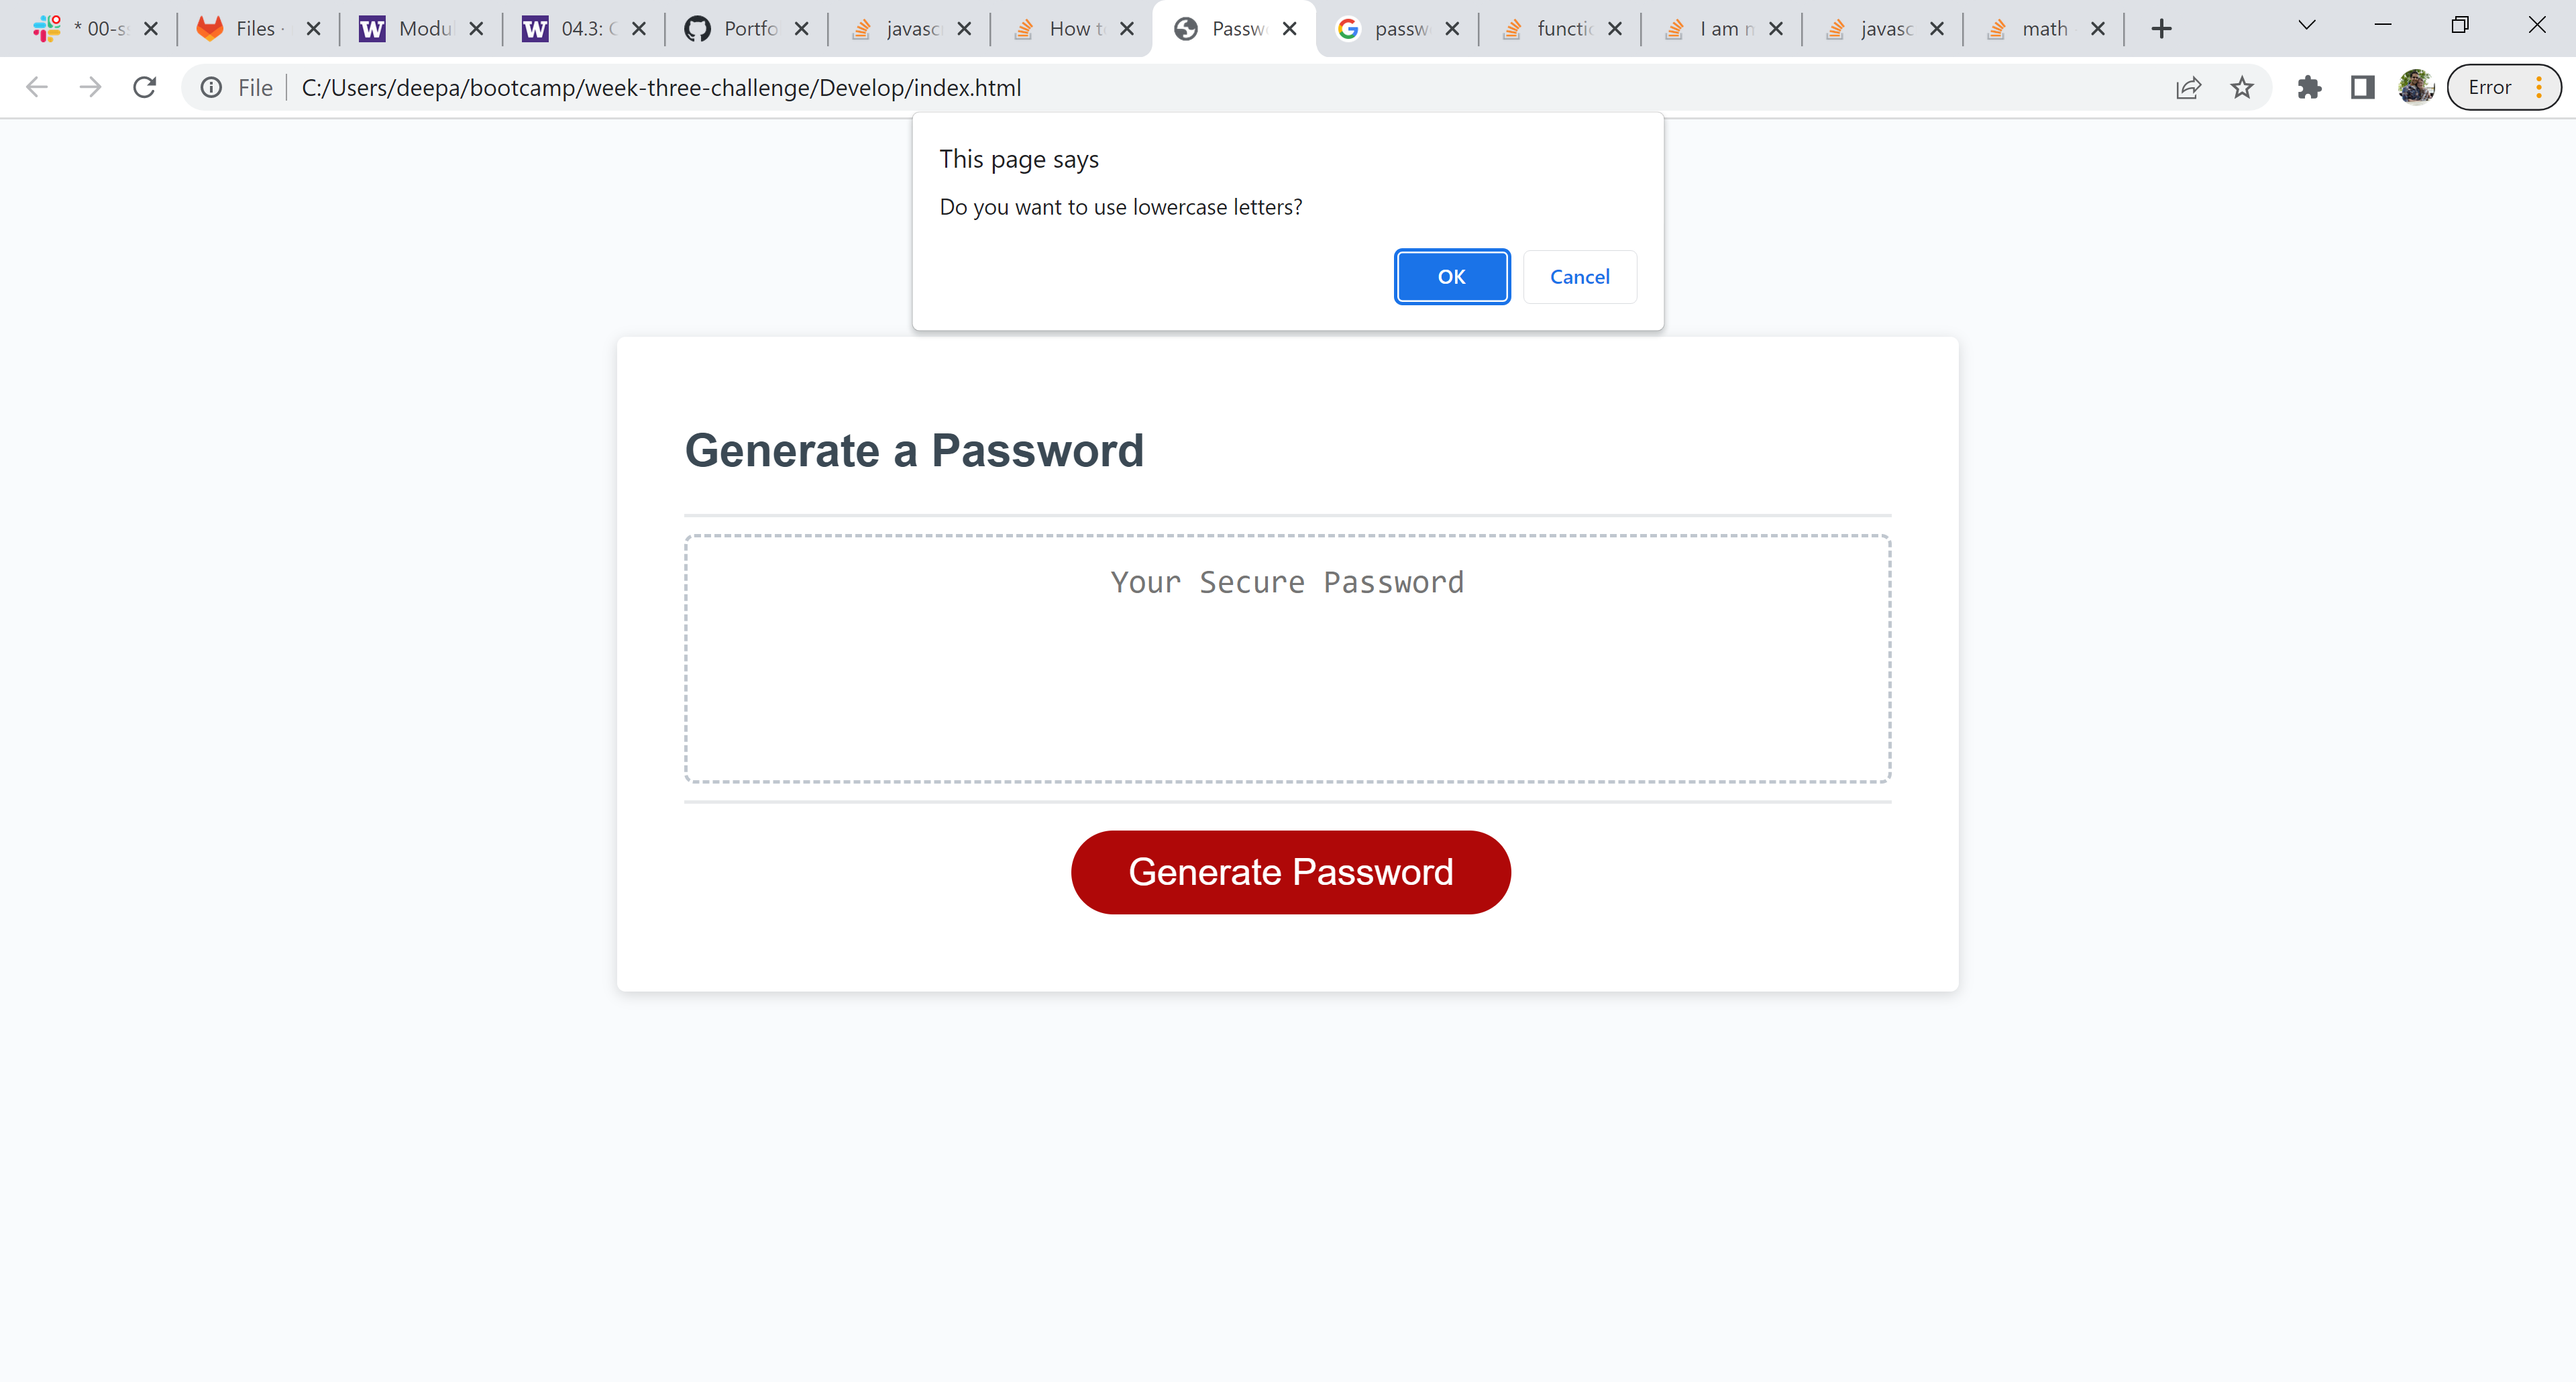 * 00-s
Files ·
Modul
04.3: C
Portfo
javasc
How t
Passw
passw
functic
I am n
javasc
math
File
C:/Users/deepa/bootcamp/week-three-challenge/Develop/index.html
Error
This page says
Do you want to use lowercase letters?
OK
Cancel
Generate a Password
Your Secure Password
Generate Password